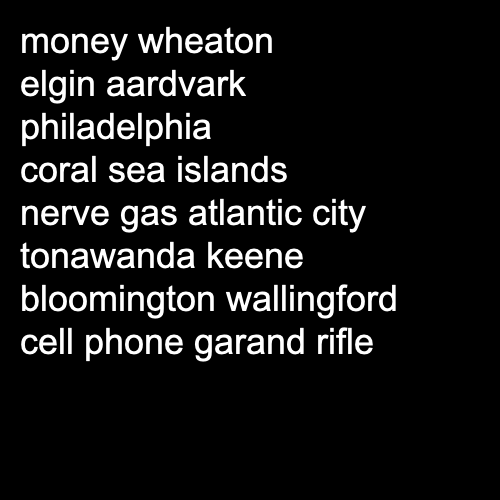 money wheaton
elgin aardvark
philadelphia
coral sea islands
nerve gas atlantic city
tonawanda keene
bloomington wallingford
cell phone garand rifle